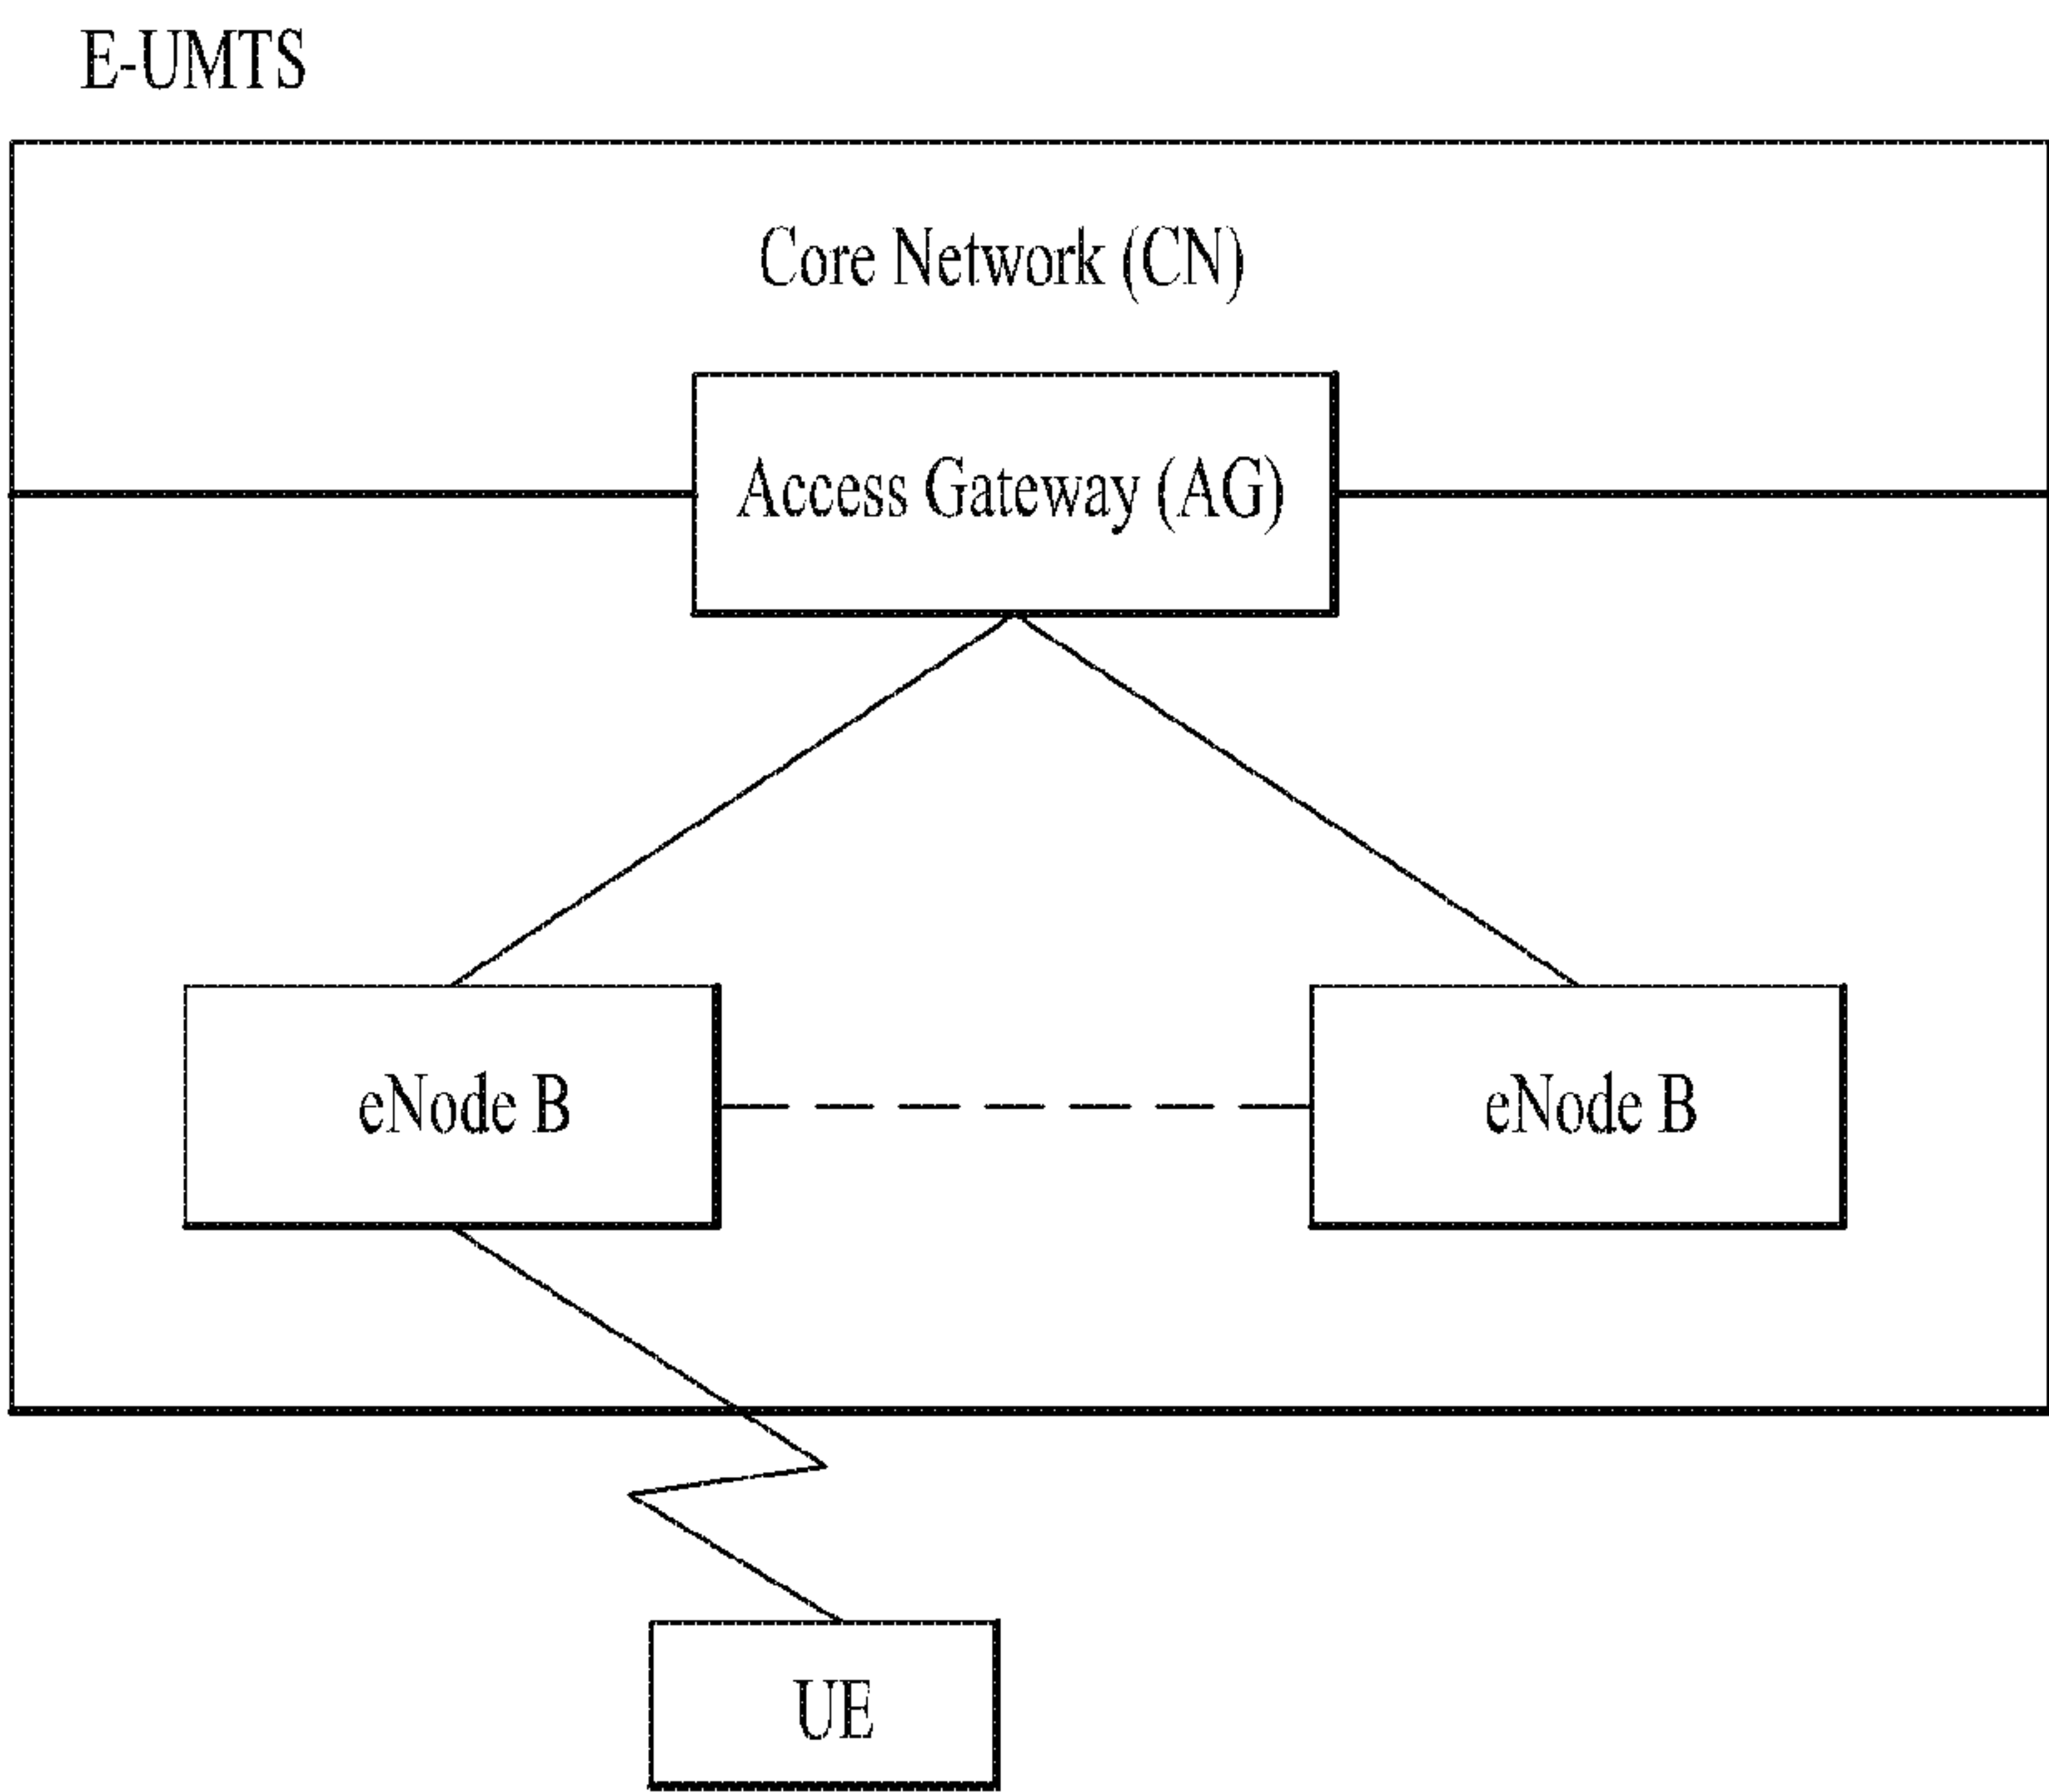 E-UMTS
Core Network (CN)
Access Gateway (AG)
eNode B
eNode B
UE